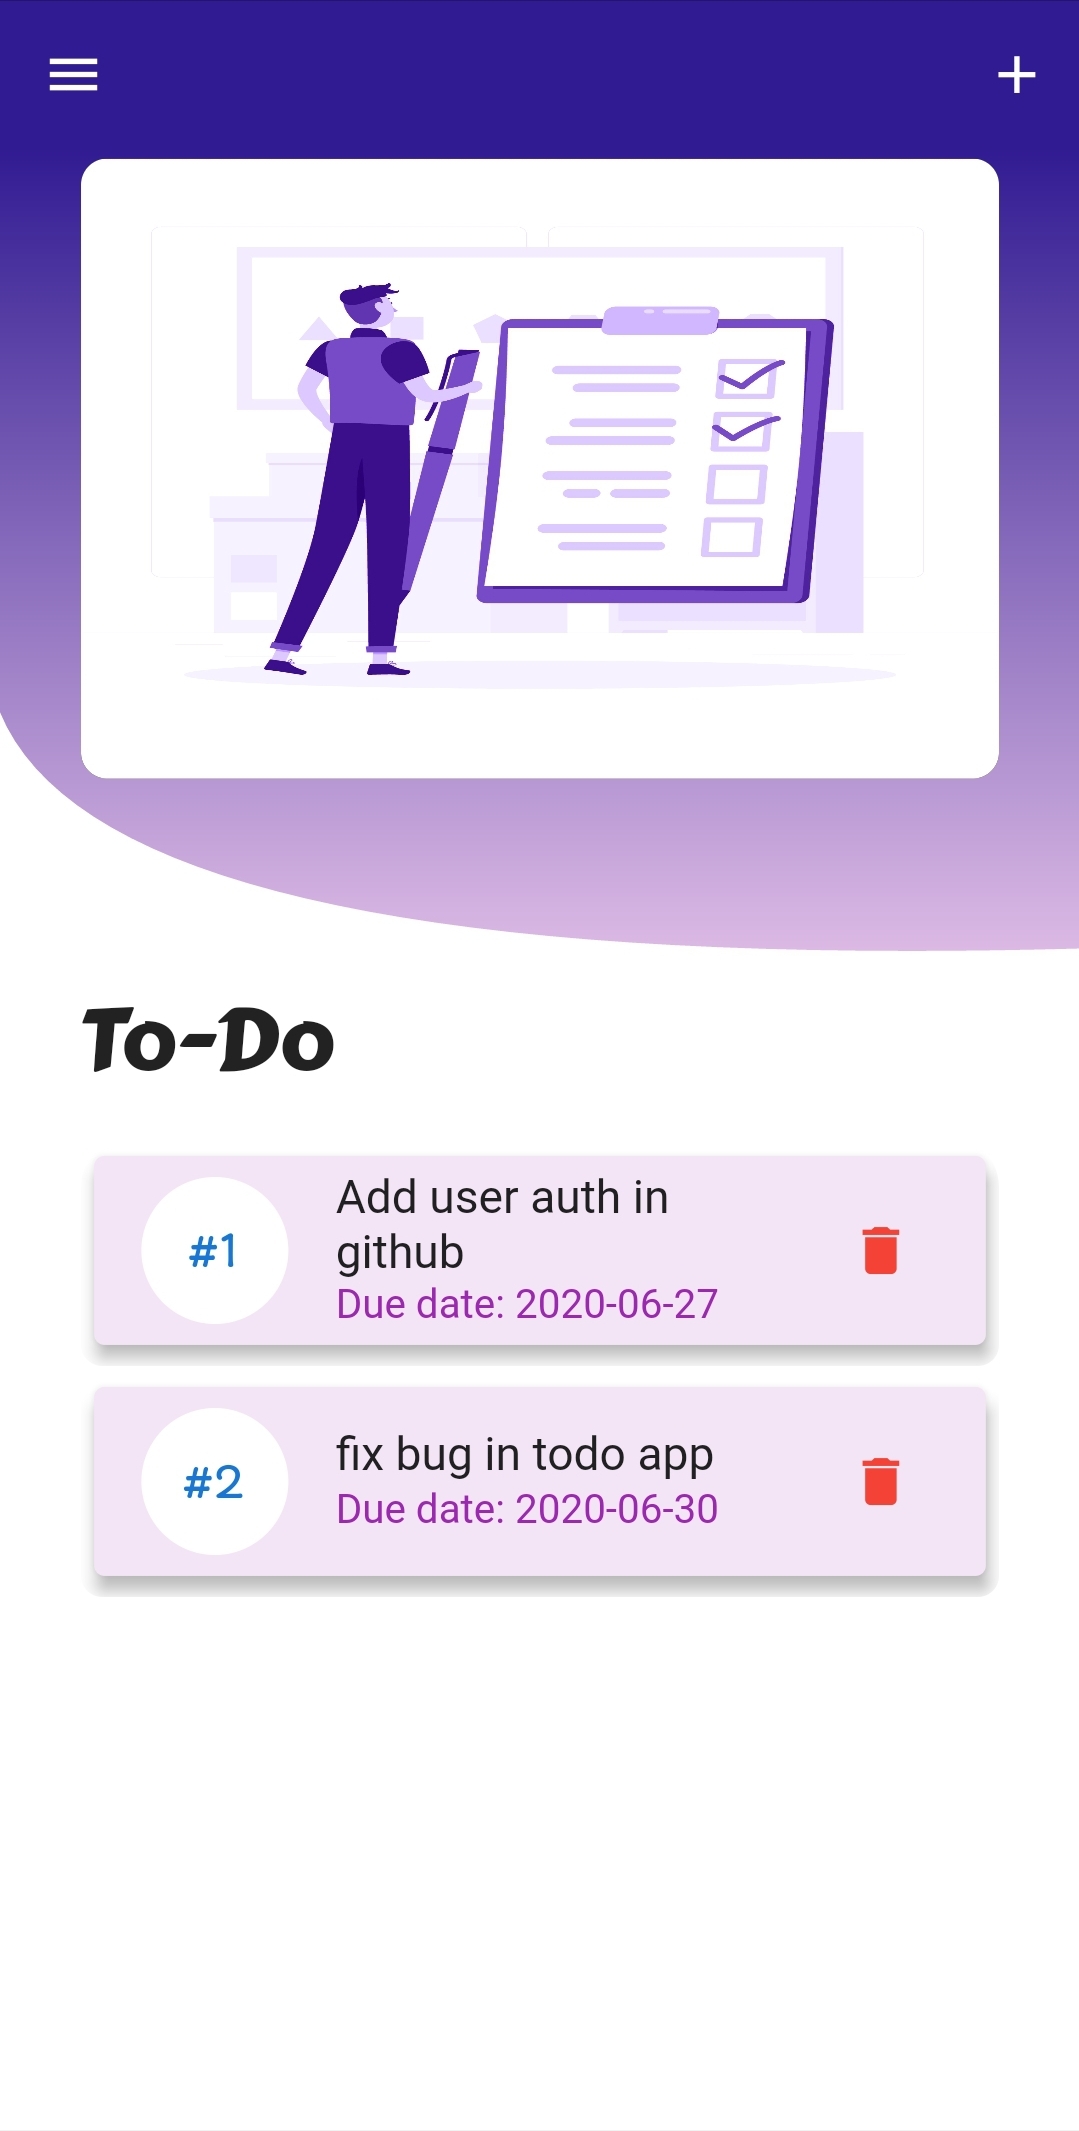 To-Do
#1
Add user auth in
github
Due date: 2020-06-27
#2
fix bug in todo app
Due date: 2020-06-30